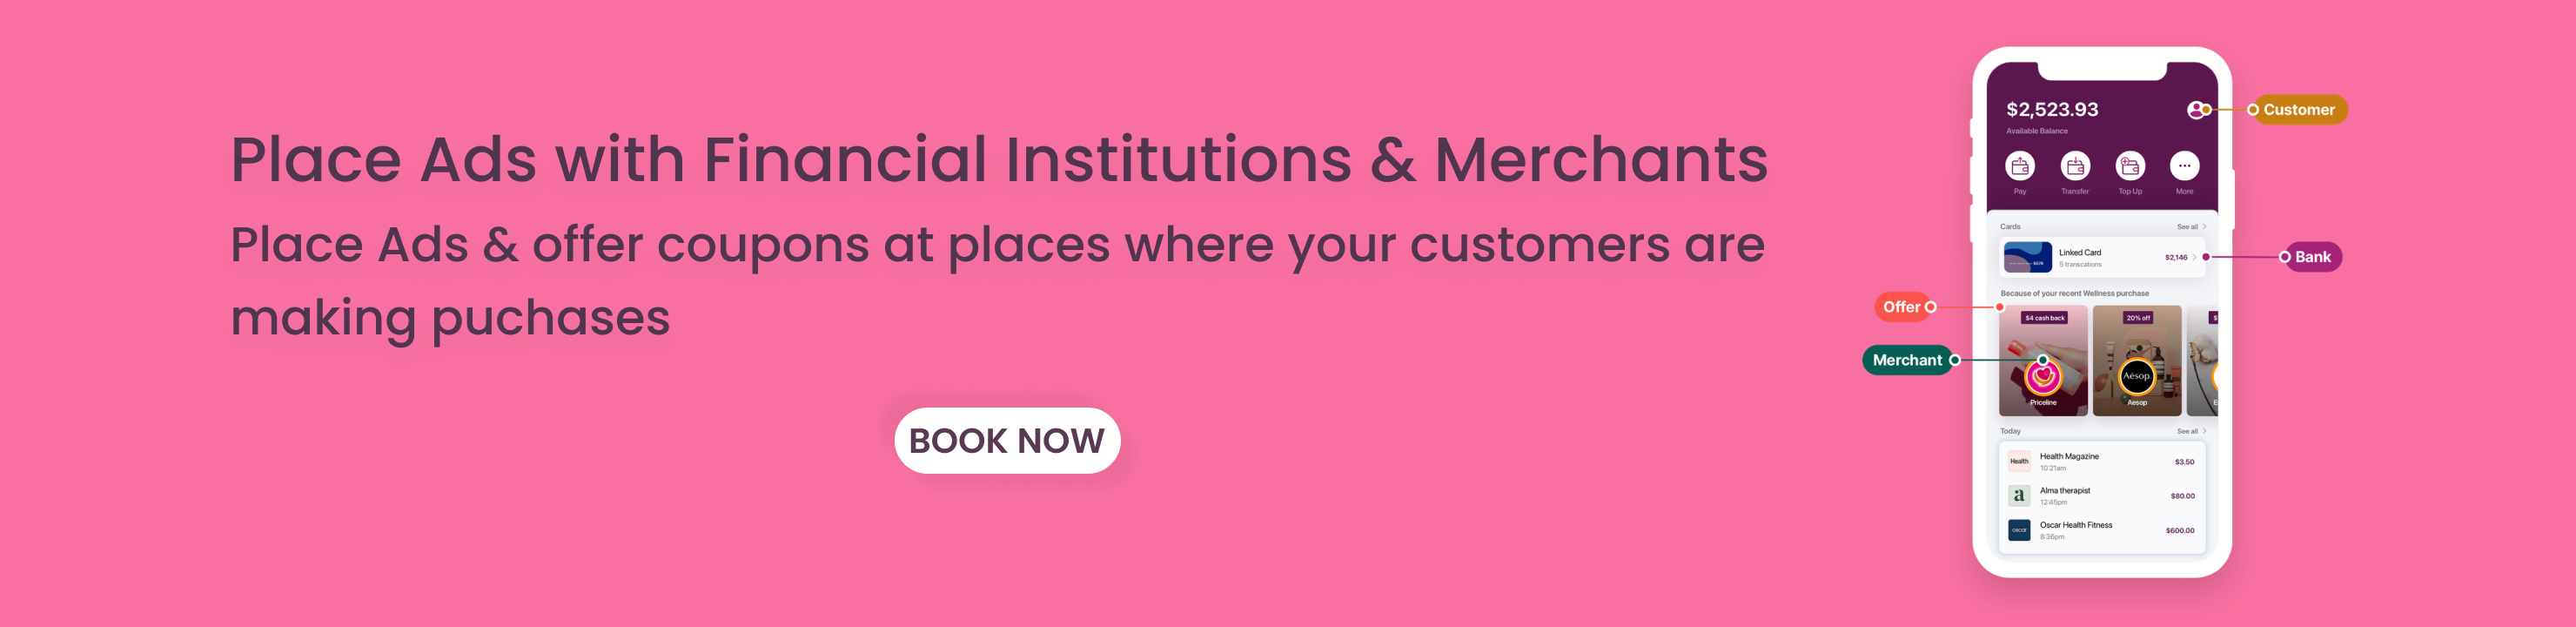 Place Ads with Financial Institutions & Merchants
Place Ads & offer coupons at places where your customers are
making puchases
BOOK NOW
$2,523.93
Available Balance
Customer
Pay Transfer Top Up More
Cards See all
Linked Card
5 transcations
$2,146
Bank
Because of your recent Wellness purchase
Offer
$4 cash back
20% off
Merchant
Aēsop.
Priceline
Aesop
Today See all
Health
Health Magazine
10:21am
$3.50
a
Alma therapist
12:45pm
$80.00
oscar
Oscar Health Fitness
8:36pm
$600.00